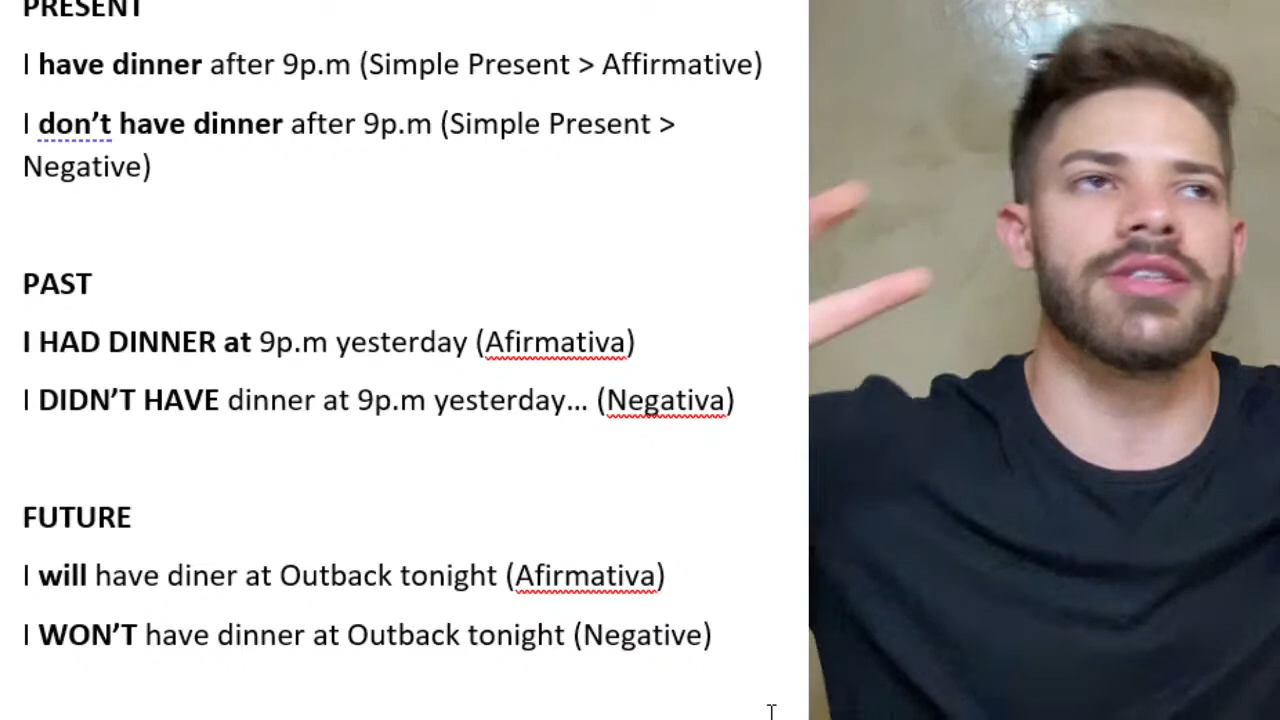 PRESENT
I have dinner after 9p.m (Simple Present > Affirmative)
I don’t have dinner after 9p.m (Simple Present >
Negative)
PAST
I HAD DINNER at 9p.m yesterday (Afirmativa)
I DIDN’T HAVE dinner at 9p.m yesterday… (Negativa)
FUTURE
I will have diner at Outback tonight (Afirmativa)
I WON’T have dinner at Outback tonight (Negative)